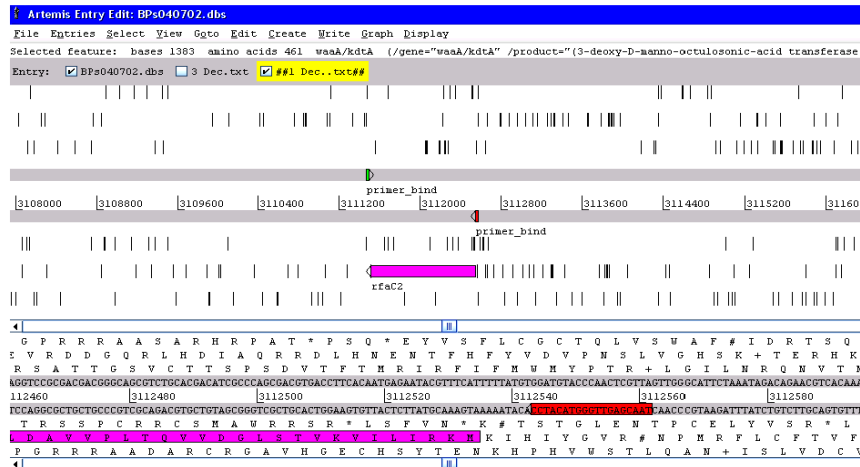 Artemis Entry Edit: BPs040702.dbs
File Entries Select View Goto Edit Create Write Graph Display
Selected feature: bases 1383 amino acids 461 waaA/kdtA (/gene="waaA/kdtA" /product="(3-deoxy-D-manno-octulosonic-acid transferase
Entry: BPs040702.dbs 3 Dec.txt ##1 Dec..txt##
primer_bind
3108000 3108800 3109600 3110400 3111200 3112000 3112800 3113600 3114400 3115200 31160
primer_bind
rfaC2
G P R R R A A S A R H R P A T * P S Q * E Y V S F L C G C T Q L V S W A F # I D R T S Q
E V R D D G Q R L H D I A Q R R D L H N E N T F H F Y V D V P N S L V G H S K + T E R H K
R S A T T G S V C T T S P S D V T F T M R I R F I F M W M Y P T R + L G I L N R Q N V T N
112460 3112480 3112500 3112520 3112540 3112560 3112580
T R S S P C R R C S M A W R R S R * L S F V N * K # T S T G L E N T P C E L Y V S R * L
L D A V V P L T Q V V D G L S T V K V I L I R K M K I H I Y G V R # N P M R F L C F T V F
P G R R R A A D A R C R G A V H G E C H S Y T E N K H P H V W S T L Q A N + I S L V D C V